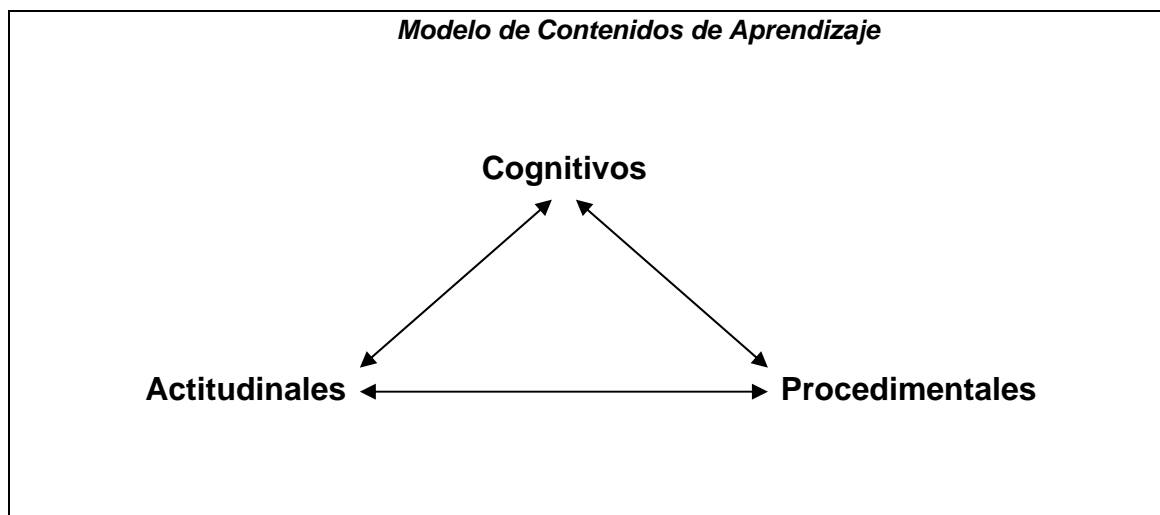 Modelo de Contenidos de Aprendizaje
Cognitivos
Actitudinales Procedimentales